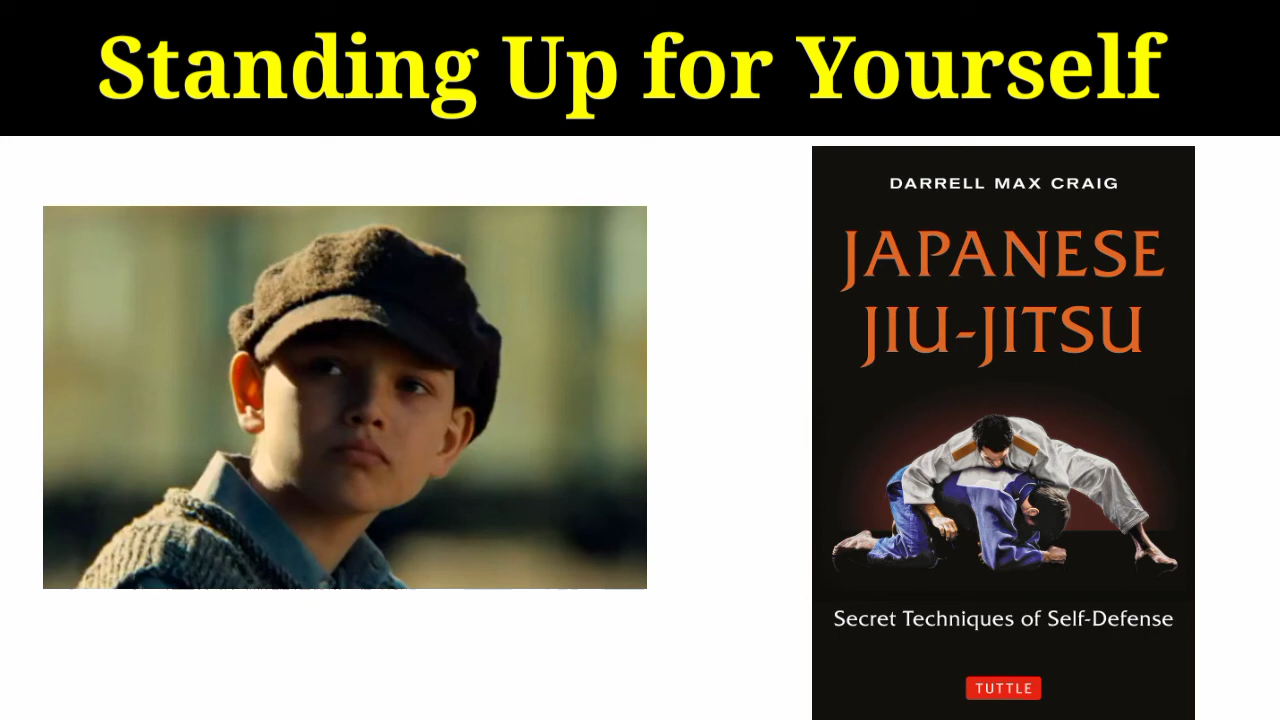 Standing Up for Yourself
DARRELL MAX CRAIG
JAPANESE
JIU-JITSU
Secret Techniques of Self-Defense
TUTTLE